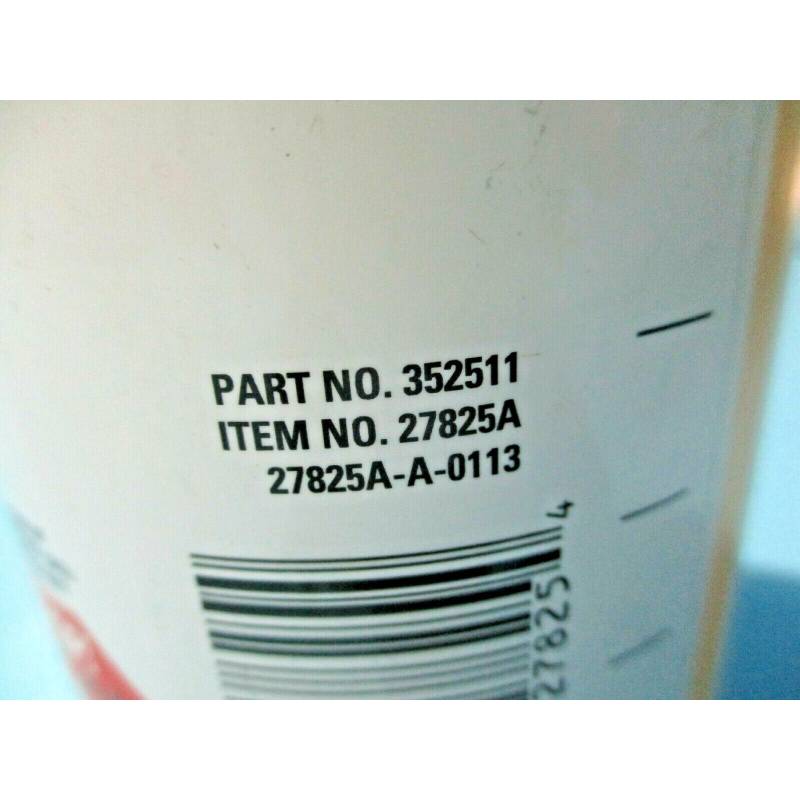 PART NO. 352511
ITEM NO. 27825A
27825A-A-0113
27825 4